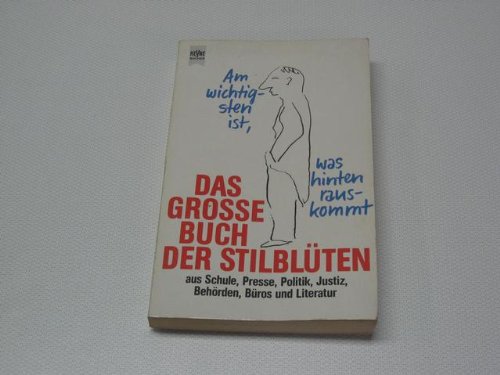 HEYNE
Am
wichtig-
sten
ist,
was
hinten
raus-
kommt
DAS
GROSSE
BUCH
DER STILBLÜTEN
aus Schule, Presse, Politik, Justiz,
Behörden, Büros und Literatur